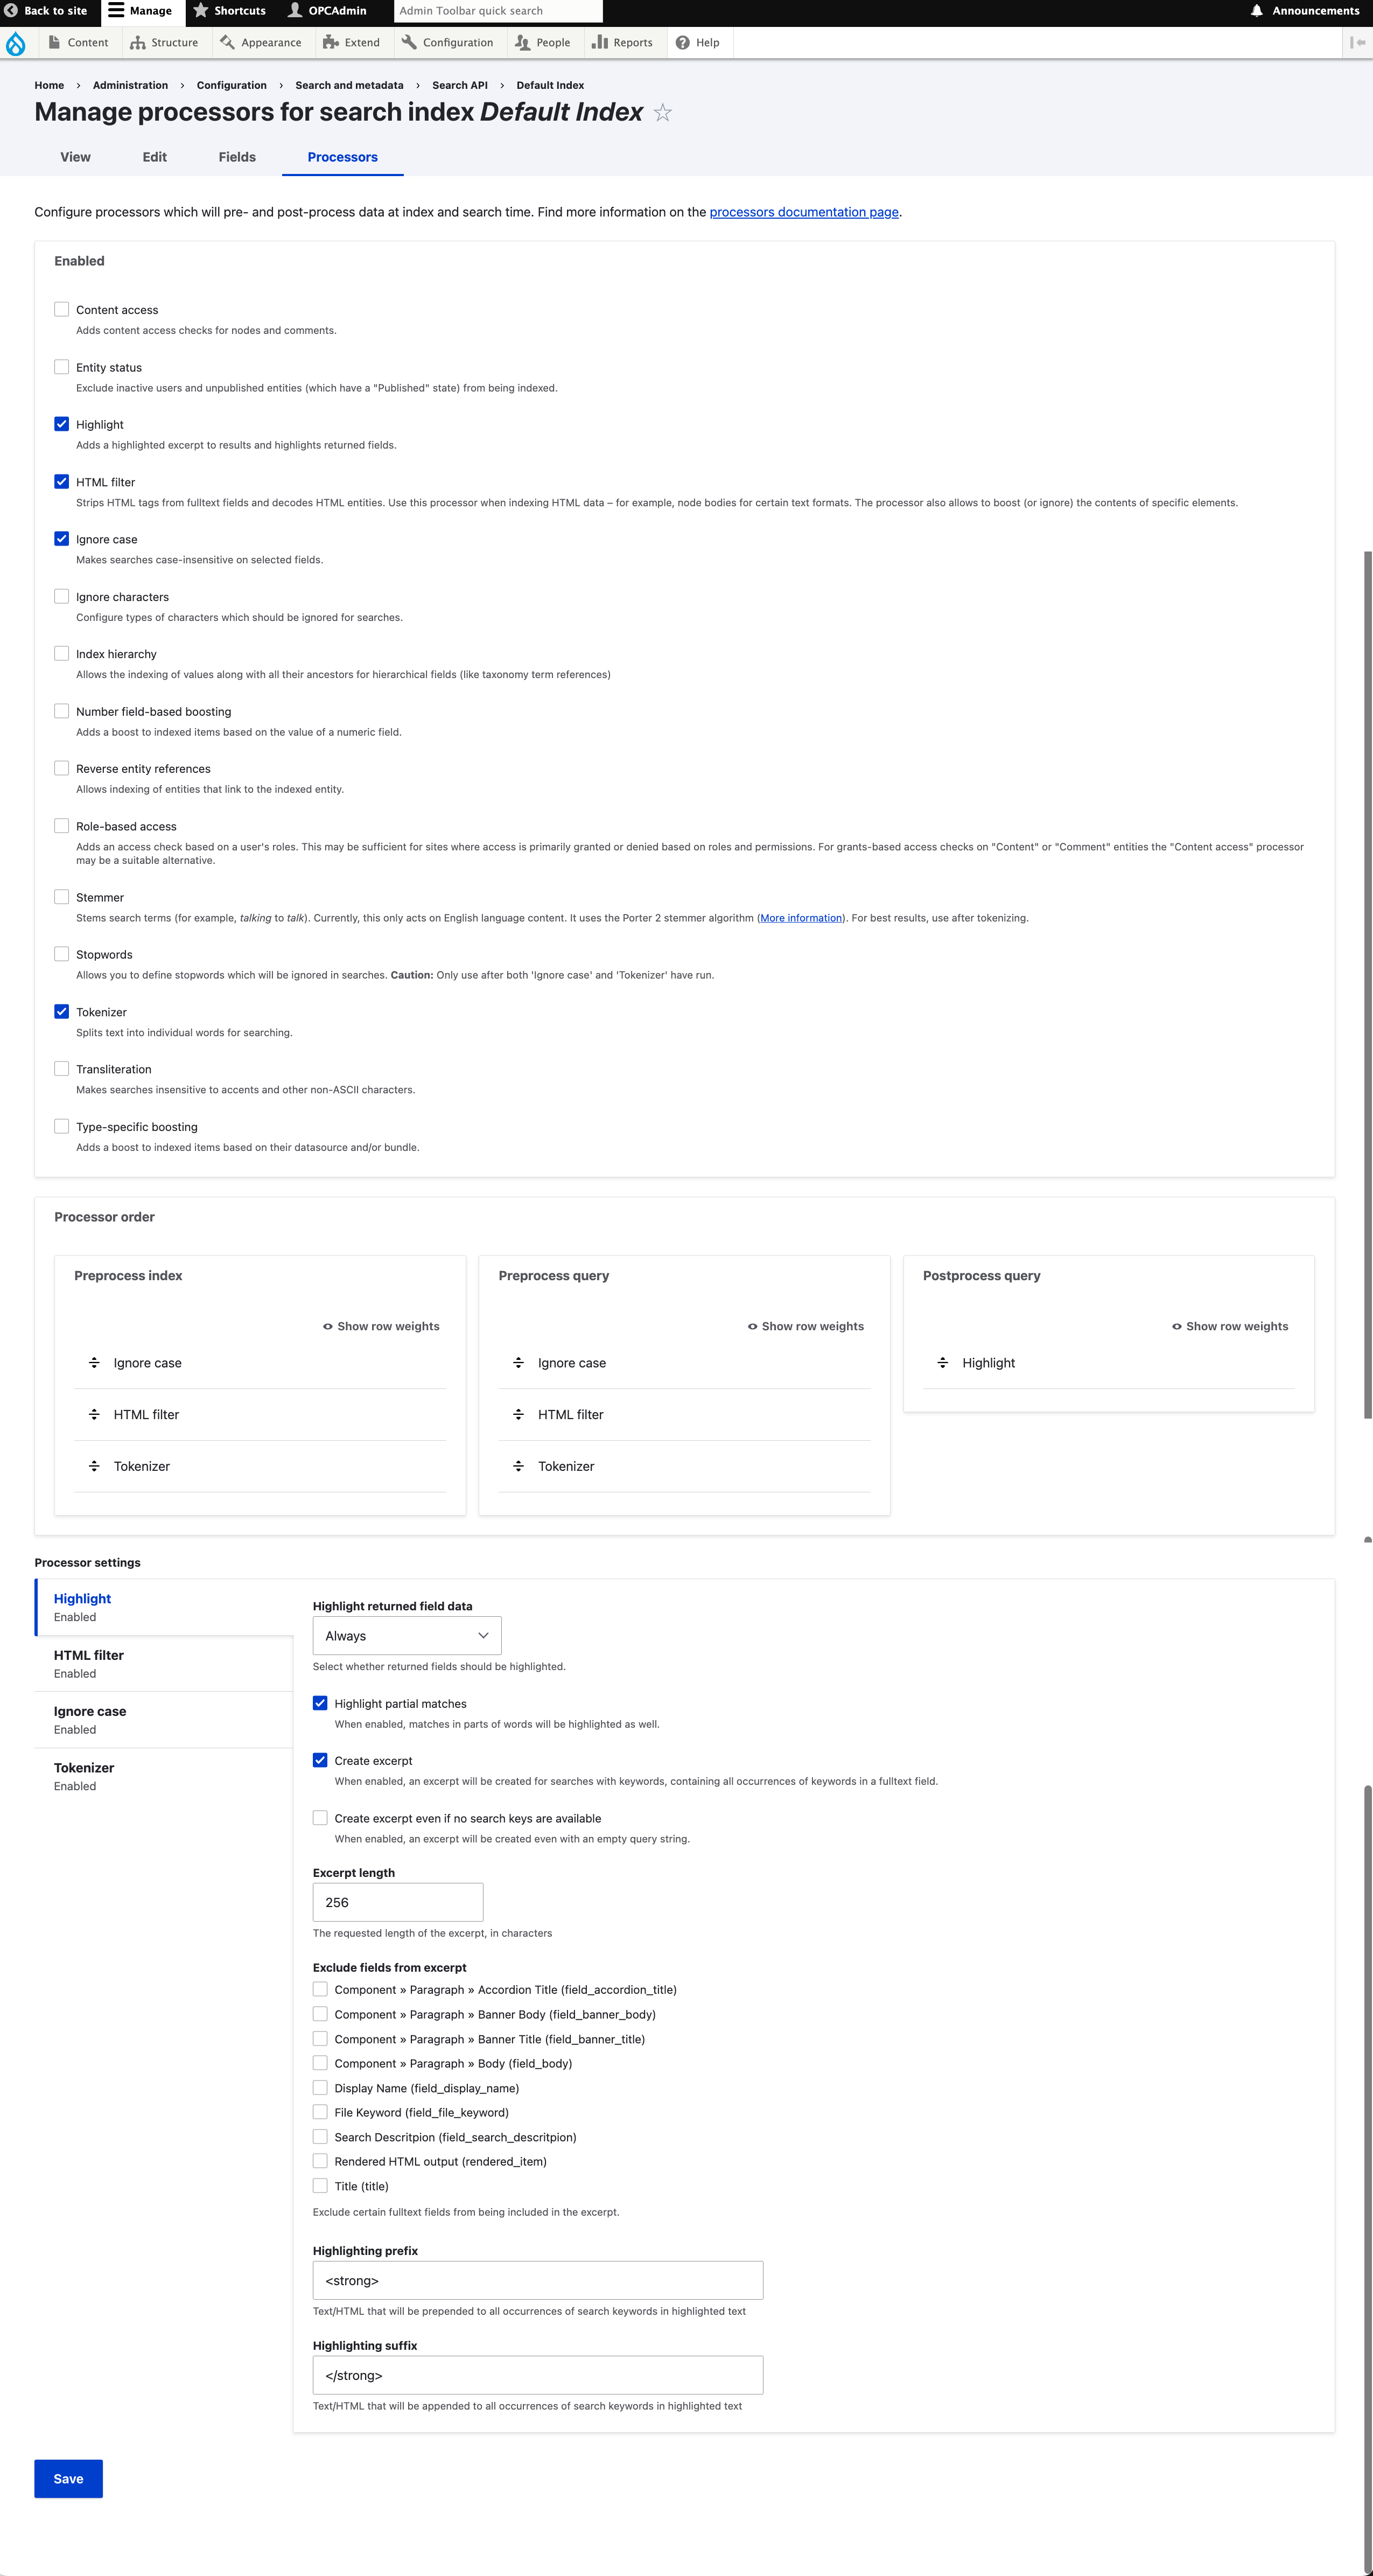 Back to site
Manage
Shortcuts
OPCAdmin
Admin Toolbar quick search
Announcements
Content
Structure
Appearance
Extend
Configuration
People
Reports
Help
Home › Administration › Configuration › Search and metadata › Search API › Default Index
Manage processors for search index Default Index
View
Edit
Fields
Processors
Configure processors which will pre- and post-process data at index and search time. Find more information on the processors documentation page.
Enabled
Content access
Adds content access checks for nodes and comments.
Entity status
Exclude inactive users and unpublished entities (which have a "Published" state) from being indexed.
Highlight
Adds a highlighted excerpt to results and highlights returned fields.
HTML filter
Strips HTML tags from fulltext fields and decodes HTML entities. Use this processor when indexing HTML data – for example, node bodies for certain text formats. The processor also allows to boost (or ignore) the contents of specific elements.
Ignore case
Makes searches case-insensitive on selected fields.
Ignore characters
Configure types of characters which should be ignored for searches.
Index hierarchy
Allows the indexing of values along with all their ancestors for hierarchical fields (like taxonomy term references)
Number field-based boosting
Adds a boost to indexed items based on the value of a numeric field.
Reverse entity references
Allows indexing of entities that link to the indexed entity.
Role-based access
Adds an access check based on a user's roles. This may be sufficient for sites where access is primarily granted or denied based on roles and permissions. For grants-based access checks on "Content" or "Comment" entities the "Content access" processor
may be a suitable alternative.
Stemmer
Stems search terms (for example, talking to talk). Currently, this only acts on English language content. It uses the Porter 2 stemmer algorithm (More information). For best results, use after tokenizing.
Stopwords
Allows you to define stopwords which will be ignored in searches. Caution: Only use after both 'Ignore case' and 'Tokenizer' have run.
Tokenizer
Splits text into individual words for searching.
Transliteration
Makes searches insensitive to accents and other non-ASCII characters.
Type-specific boosting
Adds a boost to indexed items based on their datasource and/or bundle.
Processor order
Preprocess index
Show row weights
Ignore case
HTML filter
Tokenizer
Preprocess query
Show row weights
Ignore case
HTML filter
Tokenizer
Postprocess query
Show row weights
Highlight
Processor settings
Highlight
Enabled
HTML filter
Enabled
Ignore case
Enabled
Tokenizer
Enabled
Highlight returned field data
Always
Select whether returned fields should be highlighted.
Highlight partial matches
When enabled, matches in parts of words will be highlighted as well.
Create excerpt
When enabled, an excerpt will be created for searches with keywords, containing all occurrences of keywords in a fulltext field.
Create excerpt even if no search keys are available
When enabled, an excerpt will be created even with an empty query string.
Excerpt length
256
The requested length of the excerpt, in characters
Exclude fields from excerpt
Component » Paragraph » Accordion Title (field_accordion_title)
Component » Paragraph » Banner Body (field_banner_body)
Component » Paragraph » Banner Title (field_banner_title)
Component » Paragraph » Body (field_body)
Display Name (field_display_name)
File Keyword (field_file_keyword)
Search Descritpion (field_search_descritpion)
Rendered HTML output (rendered_item)
Title (title)
Exclude certain fulltext fields from being included in the excerpt.
Highlighting prefix
<strong>
Text/HTML that will be prepended to all occurrences of search keywords in highlighted text
Highlighting suffix
</strong>
Text/HTML that will be appended to all occurrences of search keywords in highlighted text
Save